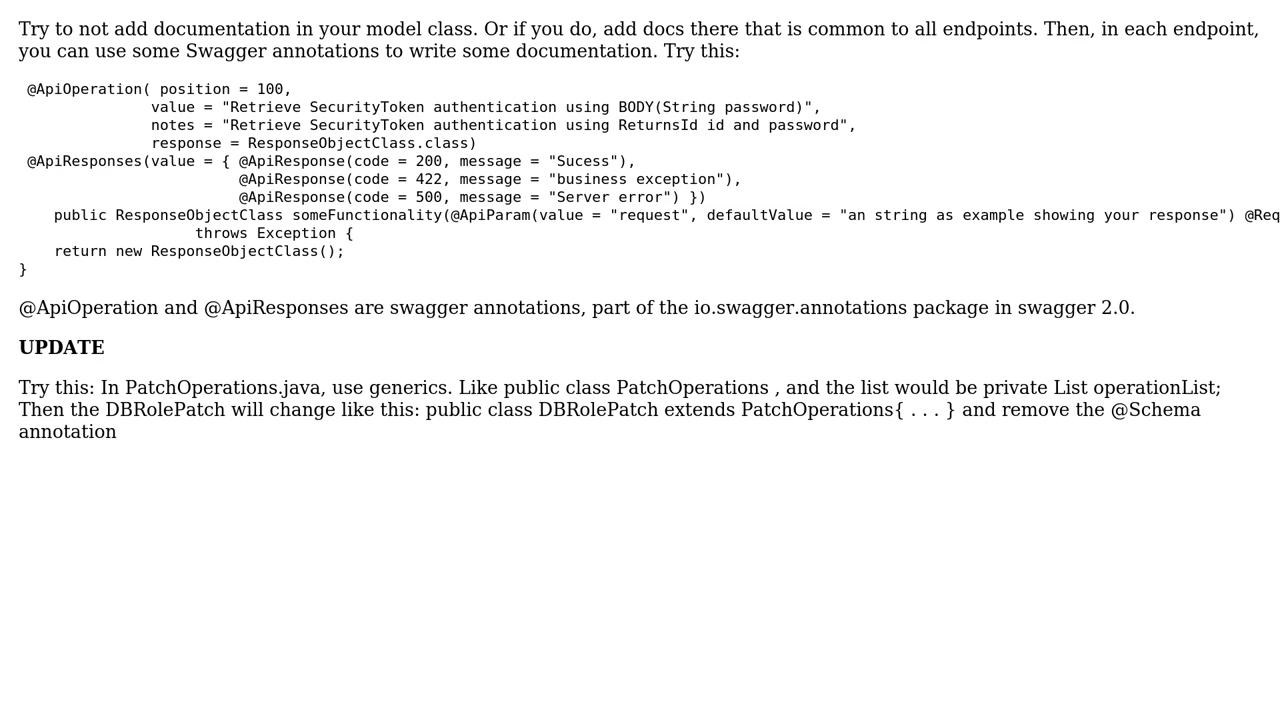 Try to not add documentation in your model class. Or if you do, add docs there that is common to all endpoints. Then, in each endpoint,
you can use some Swagger annotations to write some documentation. Try this:
@ApiOperation( position = 100,
value = "Retrieve SecurityToken authentication using BODY(String password)",
notes = "Retrieve SecurityToken authentication using ReturnsId id and password",
response = ResponseObjectClass.class)
@ApiResponses(value = { @ApiResponse(code = 200, message = "Sucess"),
@ApiResponse(code = 422, message = "business exception"),
@ApiResponse(code = 500, message = "Server error") })
public ResponseObjectClass someFunctionality(@ApiParam(value = "request", defaultValue = "an string as example showing your response") @Req
throws Exception {
return new ResponseObjectClass();
}
@ApiOperation and @ApiResponses are swagger annotations, part of the io.swagger.annotations package in swagger 2.0.
UPDATE
Try this: In PatchOperations.java, use generics. Like public class PatchOperations , and the list would be private List operationList;
Then the DBRolePatch will change like this: public class DBRolePatch extends PatchOperations{ . . . } and remove the @Schema
annotation